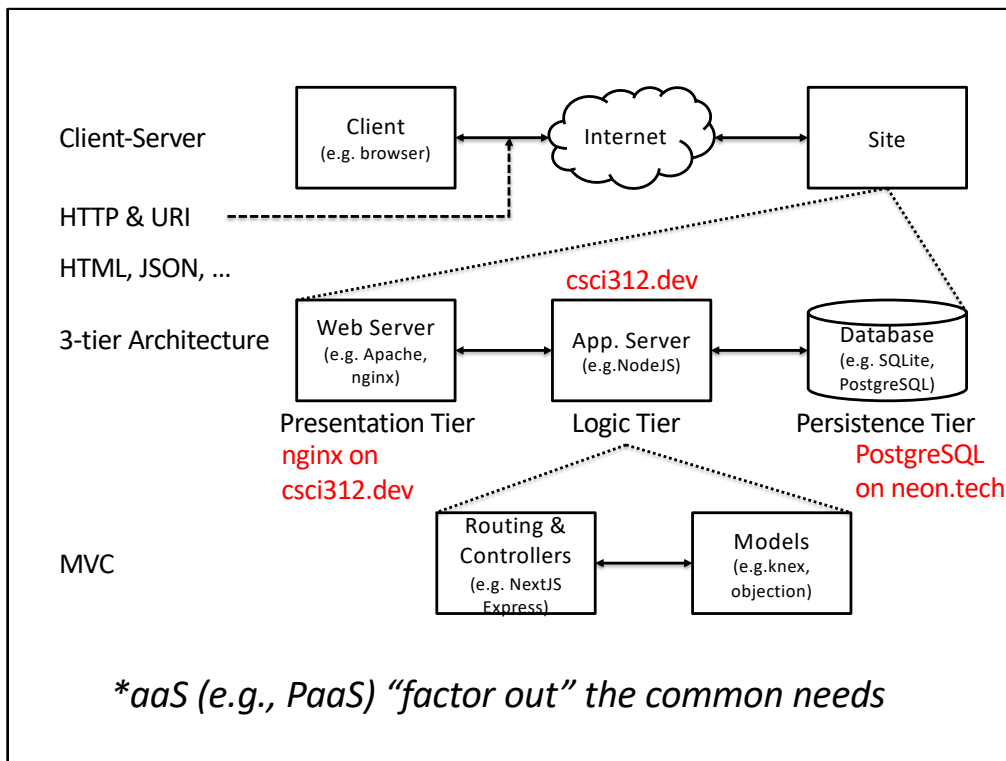 Client-Server
Client
(e.g. browser)
Internet
Site
HTTP & URI
HTML, JSON, ...
csci312.dev
3-tier Architecture
Web Server
(e.g. Apache,
nginx)
App. Server
(e.g.NodeJS)
Database
(e.g. SQLite,
PostgreSQL)
Presentation Tier
Logic Tier
Persistence Tier
nginx on
csci312.dev
PostgreSQL
on neon.tech
MVC
Routing &
Controllers
(e.g. NextJS
Express)
Models
(e.g.knex,
objection)
*aaS (e.g., PaaS) “factor out” the common needs